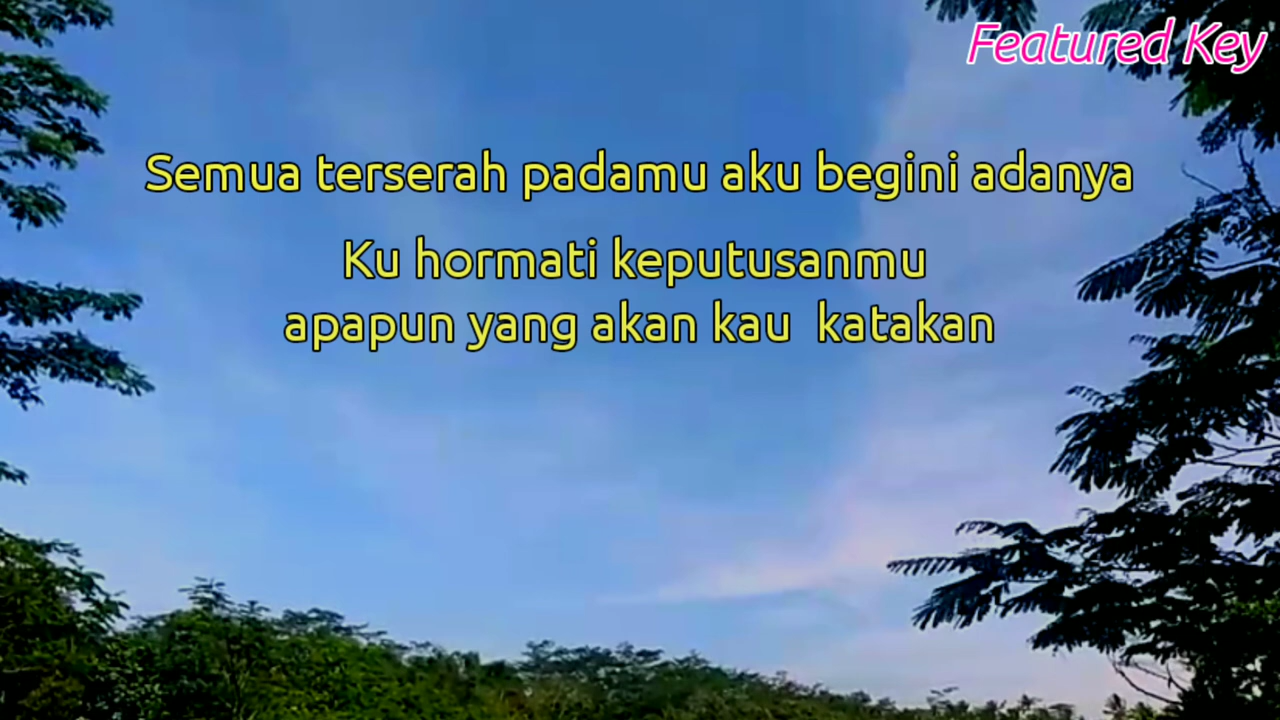 Featured Key
Semua terserah padamu aku begini adanya
Ku hormati keputusanmu
apapun yang akan kau  katakan